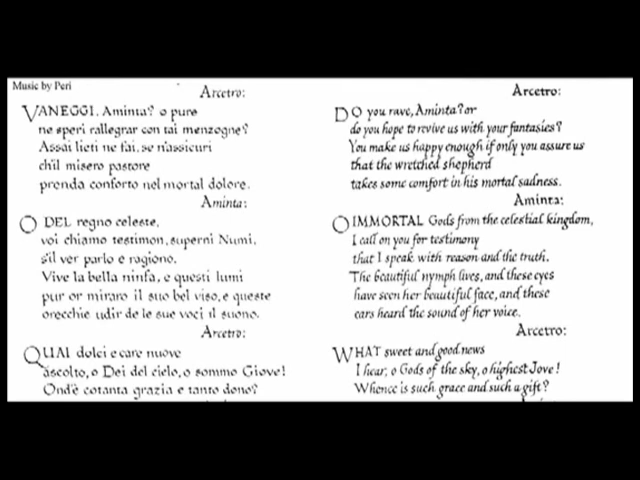 Music by Peri
Arcetro:
VANEGGI, Aminta? o pure
ne speri rallegrar con tai menzogne?
Assai lieti ne fai, se n'assicuri
ch'il misero pastore
prenda conforto nel mortal dolore.
Aminta:
O DEL regno celeste,
voi chiamo testimon, superni Numi,
s'il ver parlo e ragiono.
Vive la bella ninfa, e questi lumi
pur or miraro il suo bel viso, e queste
orecchie udir de le sue voci il suono.
Arcetro:
QUAI dolci e care nuove
ascolto, o Dei del cielo, o sommo Giove!
Ond'è cotanta grazia e tanto dono?
Arcetro:
DO you rave, Aminta? or
do you hope to revive us with your fantasies?
You make us happy enough if only you assure us
that the wretched shepherd
takes some comfort in his mortal sadness.
Aminta:
O IMMORTAL Gods from the celestial kingdom,
I call on you for testimony
that I speak with reason and the truth.
The beautiful nymph lives, and these eyes
have seen her beautiful face, and these
ears heard the sound of her voice.
Arcetro:
WHAT sweet and good news
I hear, o Gods of the sky, o highest Jove!
Whence is such grace and such a gift?